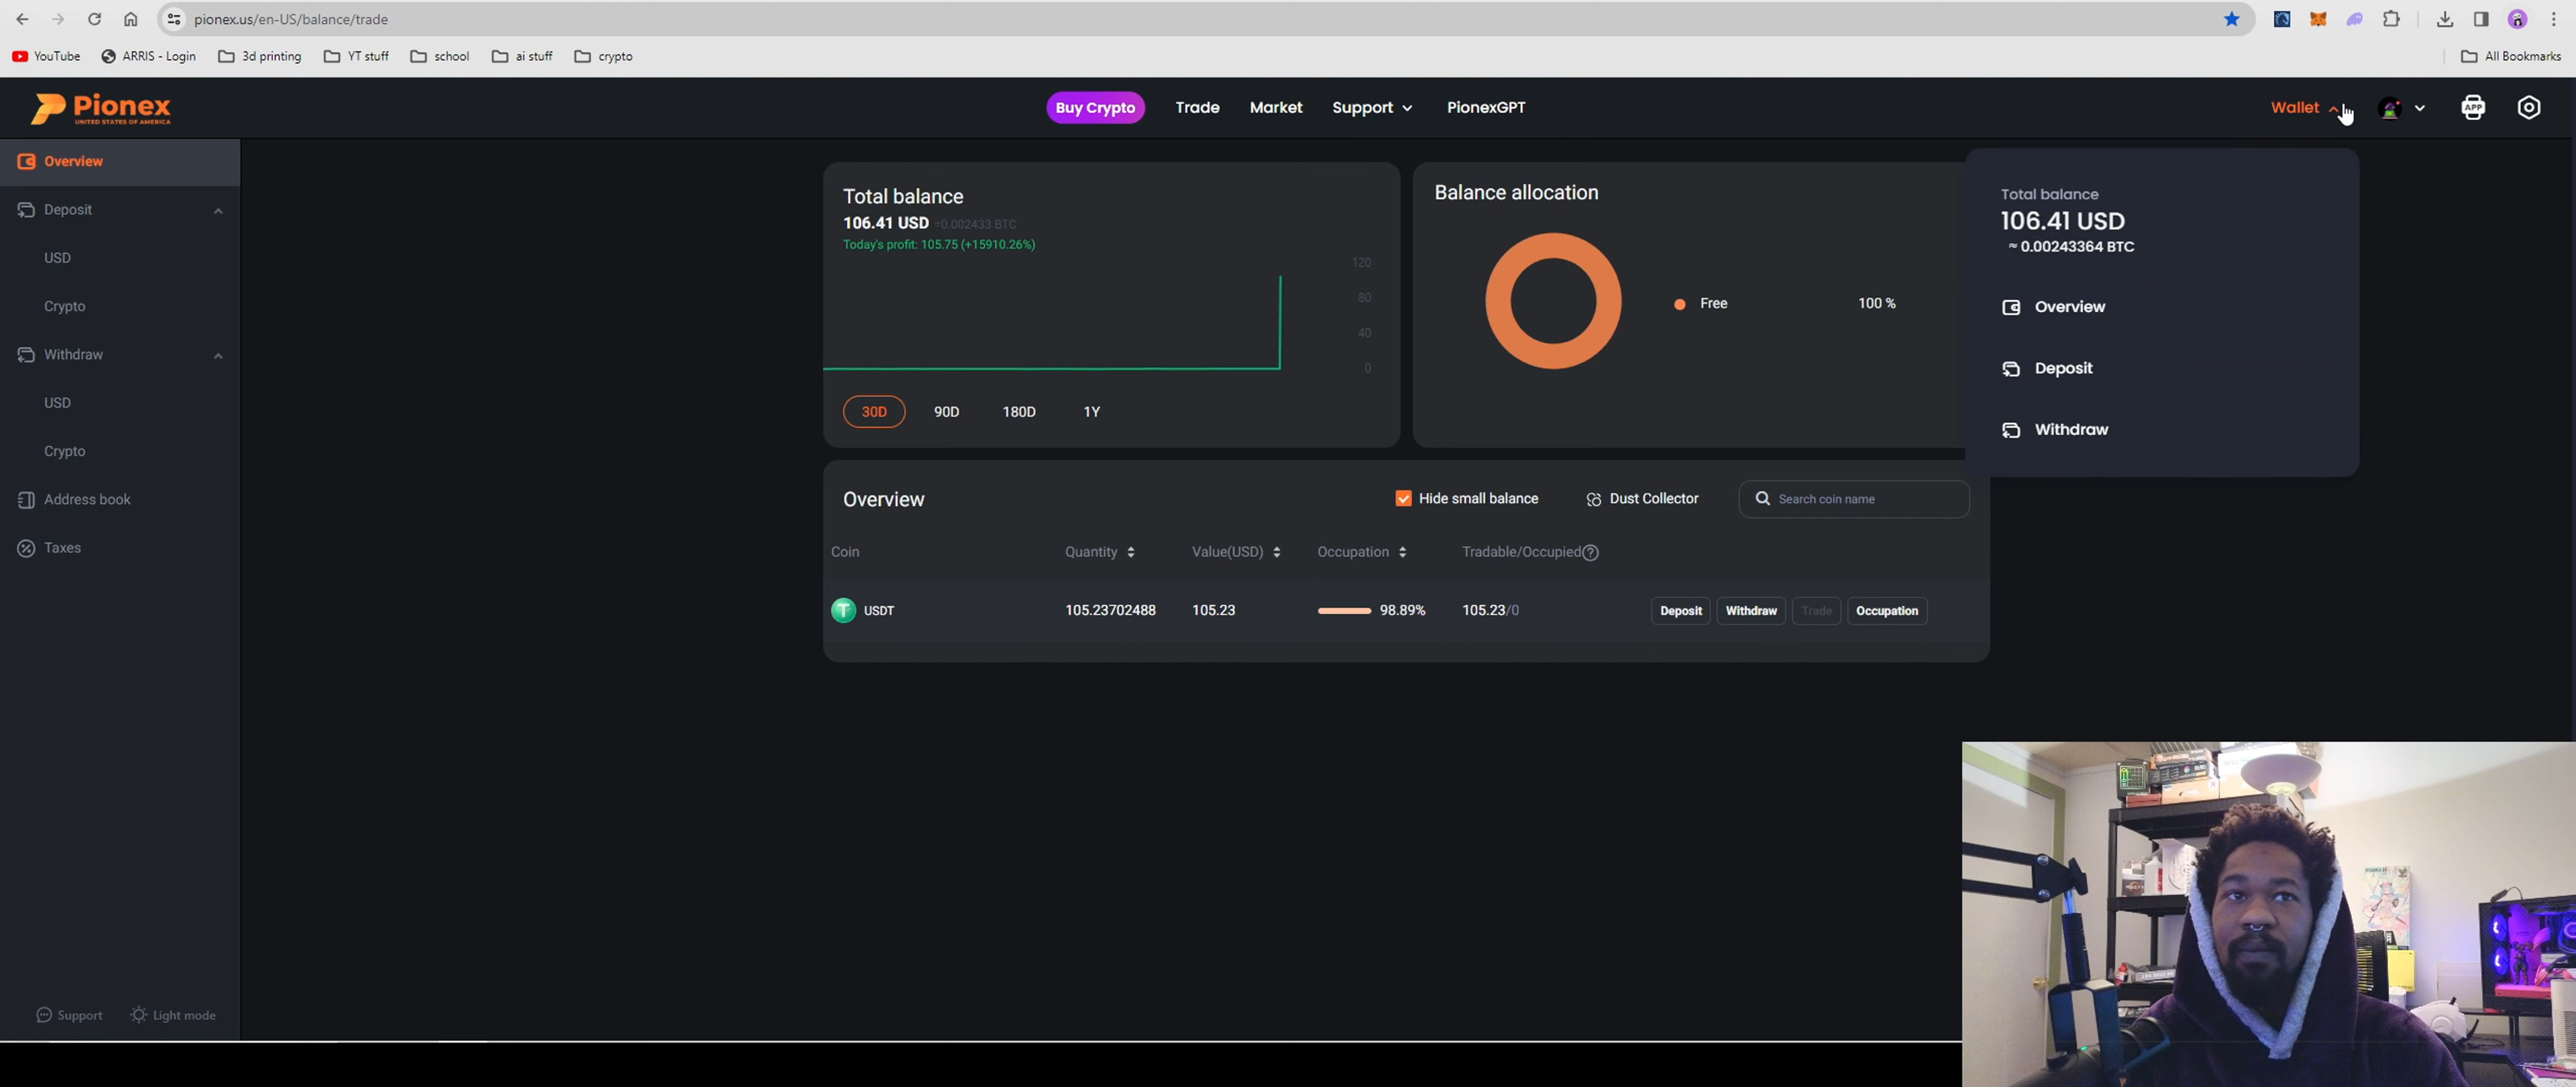 pionex.us/en-US/balance/trade
YouTube ARRIS - Login 3d printing YT stuff school ai stuff crypto All Bookmarks
Pionex Buy Crypto Trade Market Support PionexGPT Wallet APP
UNITED STATES OF AMERICA
Overview
Deposit
USD
Crypto
Withdraw
USD
Crypto
Address book
Taxes
Support Light mode
Total balance
106.41 USD ≈0.002433 BTC
Today's profit: 105.75 (+15910.26%)
120
80
40
0
30D 90D 180D 1Y
Balance allocation
Free 100 %
Total balance
106.41 USD
≈ 0.00243364 BTC
Overview
Deposit
Withdraw
Overview Hide small balance Dust Collector Search coin name
Coin Quantity Value(USD) Occupation Tradable/Occupied
USDT 105.23702488 105.23 98.89% 105.23/0 Deposit Withdraw Trade Occupation